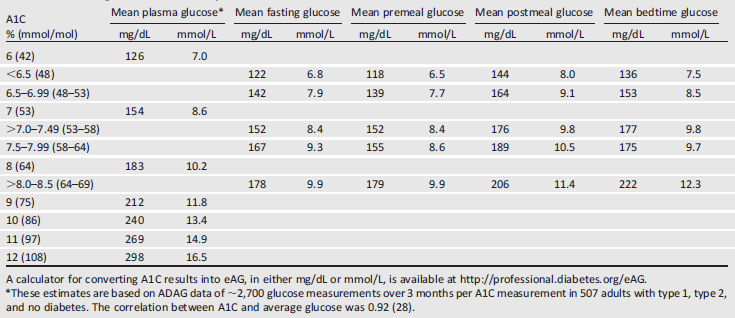 A1C
% (mmol/mol)
Mean plasma glucose* Mean fasting glucose Mean premeal glucose Mean postmeal glucose Mean bedtime glucose
mg/dL mmol/L mg/dL mmol/L mg/dL mmol/L mg/dL mmol/L mg/dL mmol/L
6 (42) 126 7.0
<6.5 (48) 122 6.8 118 6.5 144 8.0 136 7.5
6.5–6.99 (48–53) 142 7.9 139 7.7 164 9.1 153 8.5
7 (53) 154 8.6
>7.0–7.49 (53–58) 152 8.4 152 8.4 176 9.8 177 9.8
7.5–7.99 (58–64) 167 9.3 155 8.6 189 10.5 175 9.7
8 (64) 183 10.2
>8.0–8.5 (64–69) 178 9.9 179 9.9 206 11.4 222 12.3
9 (75) 212 11.8
10 (86) 240 13.4
11 (97) 269 14.9
12 (108) 298 16.5
A calculator for converting A1C results into eAG, in either mg/dL or mmol/L, is available at http://professional.diabetes.org/eAG.
*These estimates are based on ADAG data of ~2,700 glucose measurements over 3 months per A1C measurement in 507 adults with type 1, type 2,
and no diabetes. The correlation between A1C and average glucose was 0.92 (28).